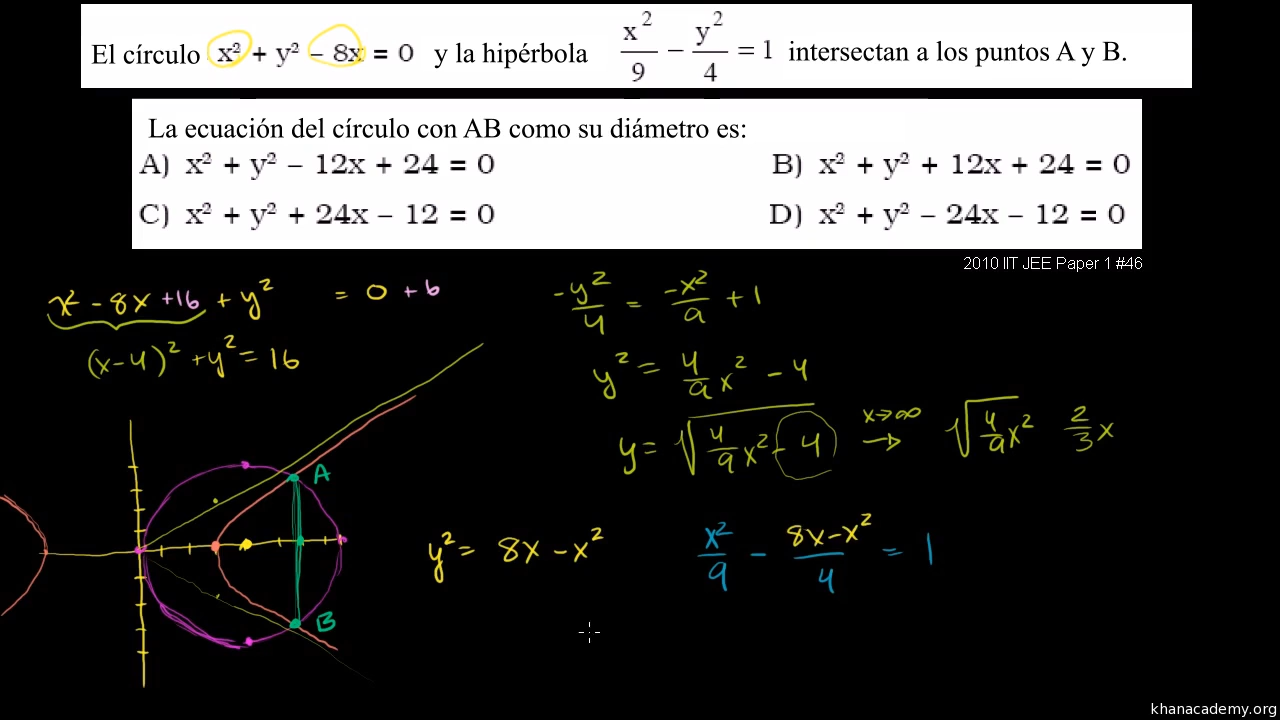 El círculo x² + y² – 8x = 0 y la hipérbola x²/9 − y²/4 = 1 intersectan a los puntos A y B.
La ecuación del círculo con AB como su diámetro es:
A) x² + y² – 12x + 24 = 0
B) x² + y² + 12x + 24 = 0
C) x² + y² + 24x – 12 = 0
D) x² + y² – 24x – 12 = 0
2010 IIT JEE Paper 1 #46
x² - 8x +16 + y² = 0 + 6
(x-4)² + y² = 16
-y²/4 = -x²/9 + 1
y² = 4/9 x² - 4
y = √(4/9 x² - 4) x→∞ → √(4/9 x²) 2/3 x
A
B
y² = 8x - x²
x²/9 - (8x-x²)/4 = 1
khanacademy.org